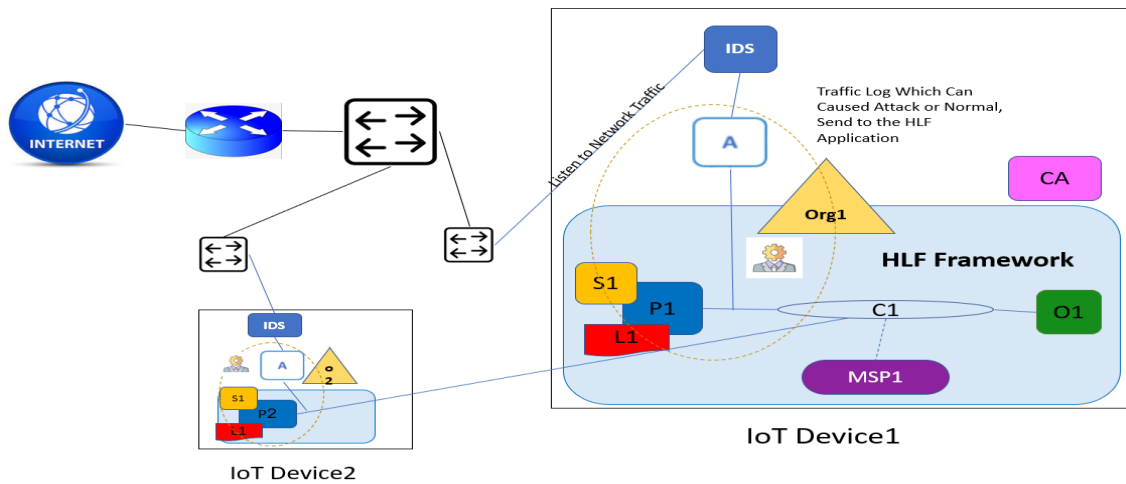 INTERNET
Listen to Network Traffic
IDS
A
Traffic Log Which Can
Caused Attack or Normal,
Send to the HLF
Application
CA
Org1
HLF Framework
S1
P1
L1
C1
O1
MSP1
IoT Device1
IDS
A
o
2
S1
P2
L1
IoT Device2